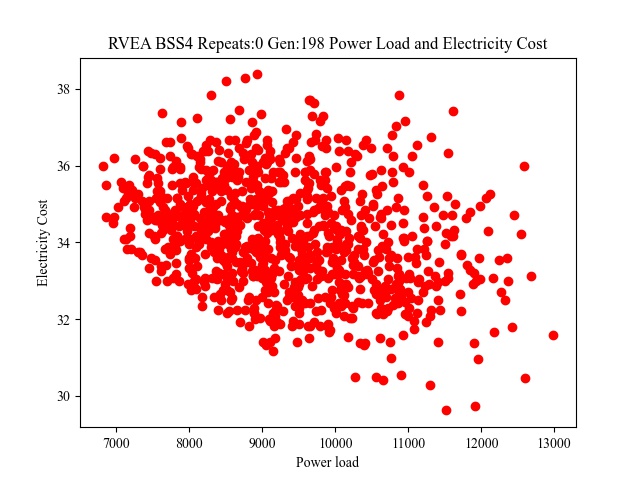 RVEA BSS4 Repeats:0 Gen:198 Power Load and Electricity Cost
38
36
34
32
30
Electricity Cost
7000 8000 9000 10000 11000 12000 13000
Power load